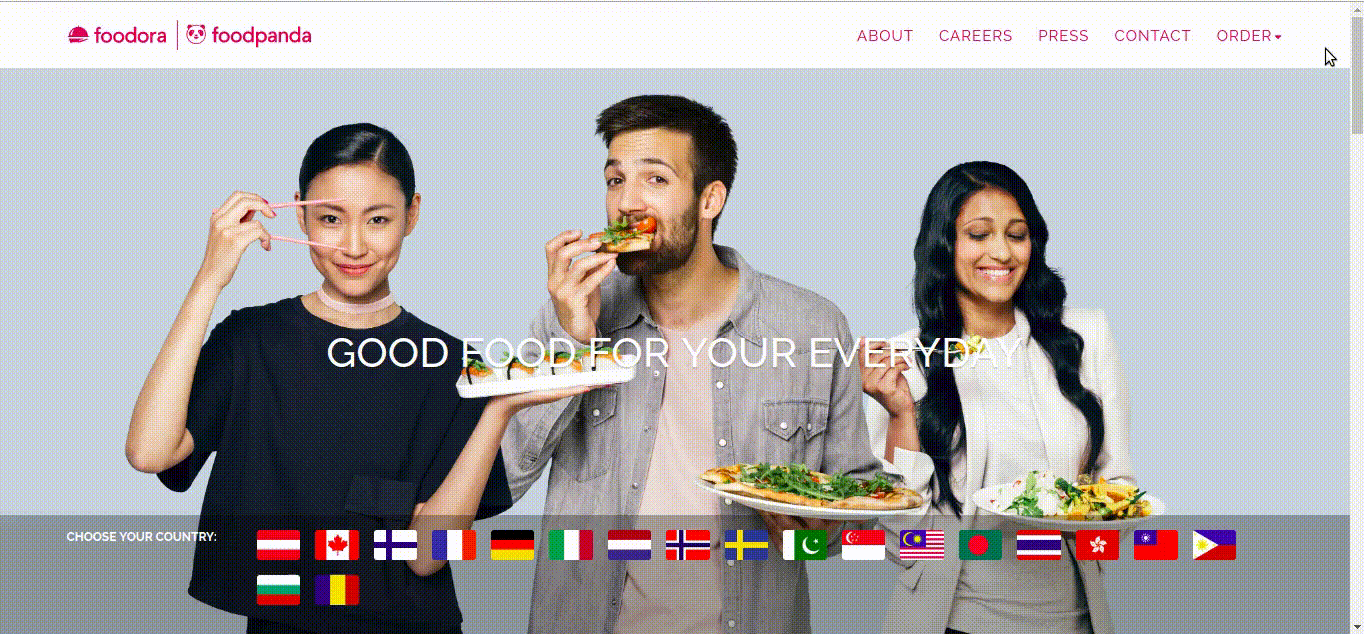 foodora foodpanda
ABOUT CAREERS PRESS CONTACT ORDER
GOOD FOOD FOR YOUR EVERYDAY
CHOOSE YOUR COUNTRY: